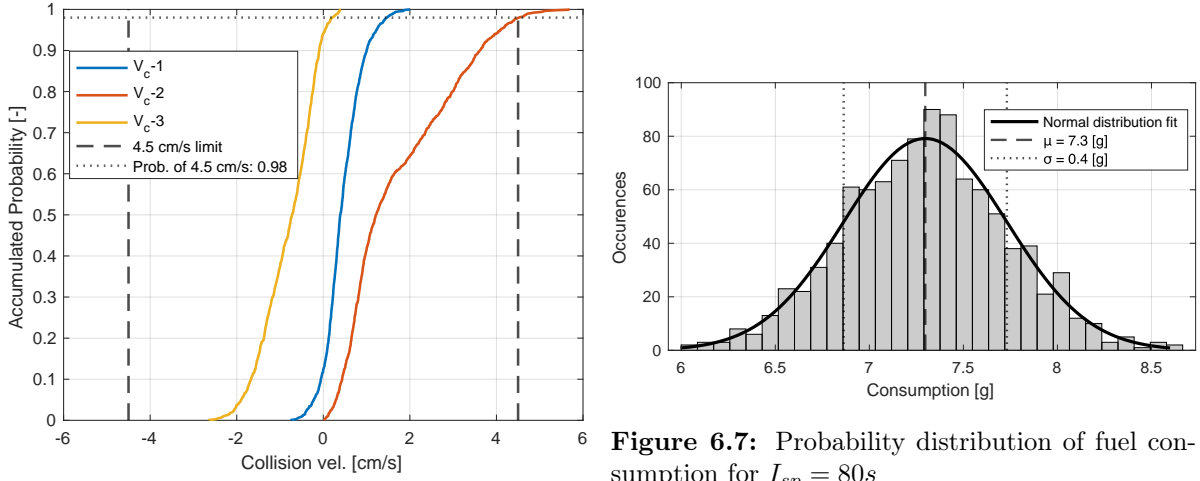 1
0.9
0.8
0.7
0.6
0.5
0.4
0.3
0.2
0.1
0
Accumulated Probability [-]
V_c-1
V_c-2
V_c-3
4.5 cm/s limit
Prob. of 4.5 cm/s: 0.98
-6 -4 -2 0 2 4 6
Collision vel. [cm/s]
100
80
60
40
20
0
Occurences
Normal distribution fit
μ = 7.3 [g]
σ = 0.4 [g]
6 6.5 7 7.5 8 8.5
Consumption [g]
Figure 6.7: Probability distribution of fuel con-
sumption for I_sp = 80s